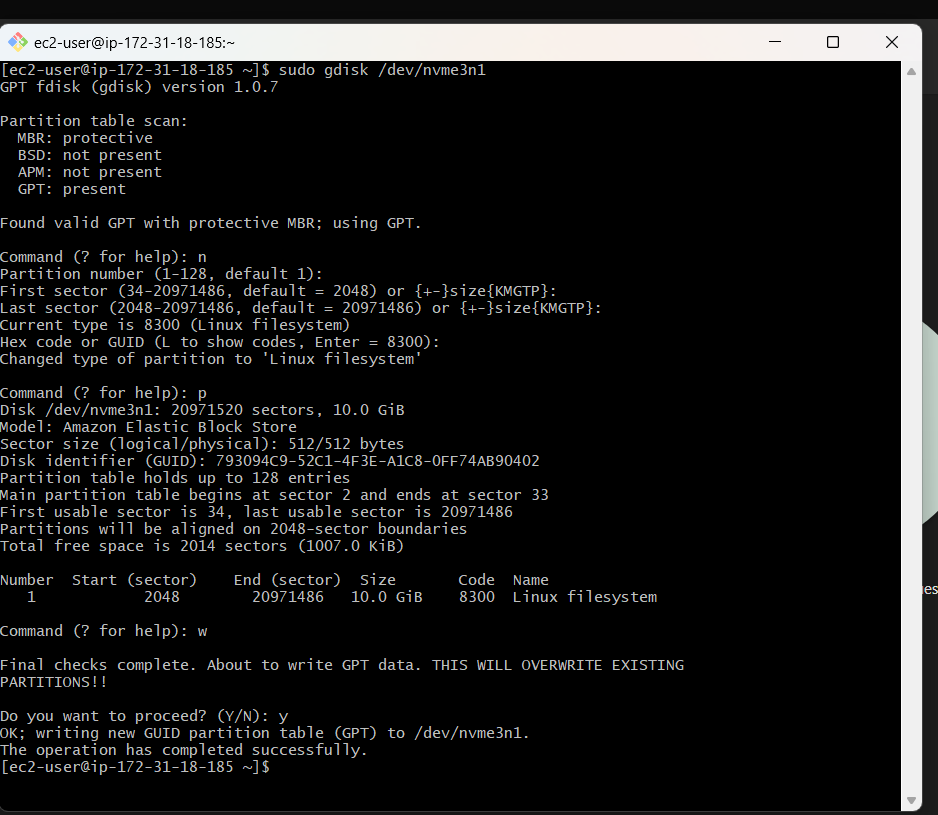 ec2-user@ip-172-31-18-185:~
[ec2-user@ip-172-31-18-185 ~]$ sudo gdisk /dev/nvme3n1
GPT fdisk (gdisk) version 1.0.7
Partition table scan:
  MBR: protective
  BSD: not present
  APM: not present
  GPT: present
Found valid GPT with protective MBR; using GPT.
Command (? for help): n
Partition number (1-128, default 1):
First sector (34-20971486, default = 2048) or {+-}size{KMGTP}:
Last sector (2048-20971486, default = 20971486) or {+-}size{KMGTP}:
Current type is 8300 (Linux filesystem)
Hex code or GUID (L to show codes, Enter = 8300):
Changed type of partition to 'Linux filesystem'
Command (? for help): p
Disk /dev/nvme3n1: 20971520 sectors, 10.0 GiB
Model: Amazon Elastic Block Store
Sector size (logical/physical): 512/512 bytes
Disk identifier (GUID): 793094C9-52C1-4F3E-A1C8-0FF74AB90402
Partition table holds up to 128 entries
Main partition table begins at sector 2 and ends at sector 33
First usable sector is 34, last usable sector is 20971486
Partitions will be aligned on 2048-sector boundaries
Total free space is 2014 sectors (1007.0 KiB)
Number  Start (sector)    End (sector)  Size       Code  Name
   1            2048        20971486   10.0 GiB    8300  Linux filesystem
Command (? for help): w
Final checks complete. About to write GPT data. THIS WILL OVERWRITE EXISTING
PARTITIONS!!
Do you want to proceed? (Y/N): y
OK; writing new GUID partition table (GPT) to /dev/nvme3n1.
The operation has completed successfully.
[ec2-user@ip-172-31-18-185 ~]$